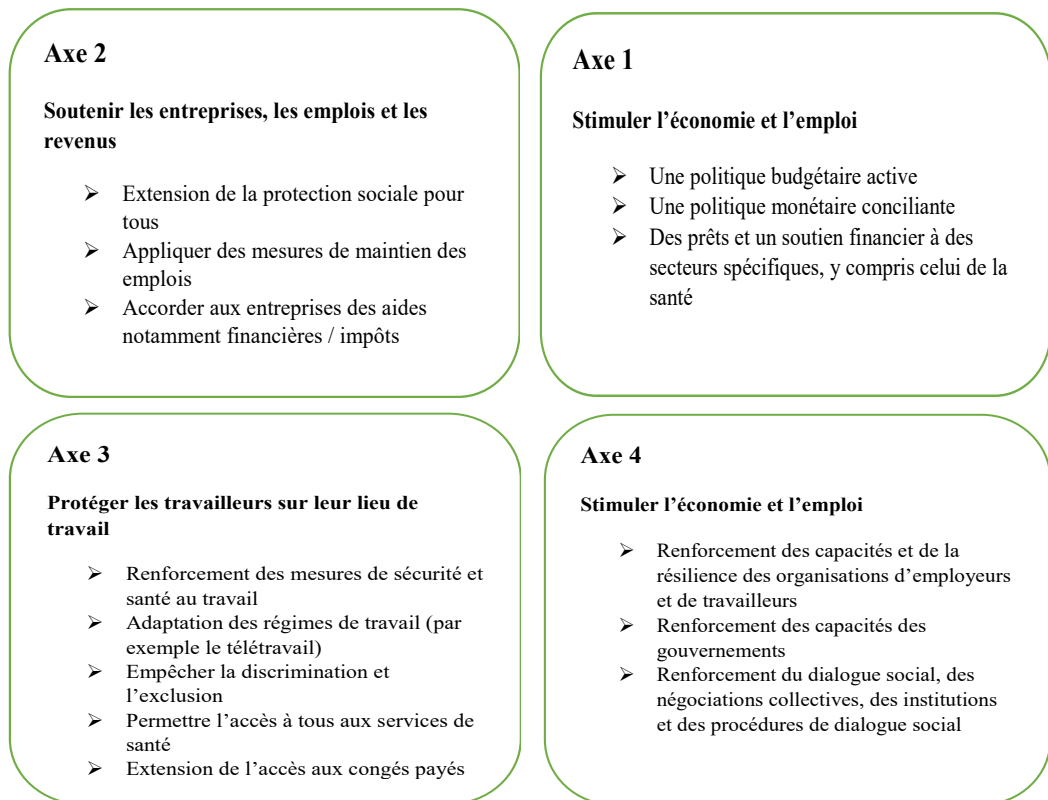 Axe 2
Soutenir les entreprises, les emplois et les
revenus
➢ Extension de la protection sociale pour
tous
➢ Appliquer des mesures de maintien des
emplois
➢ Accorder aux entreprises des aides
notamment financières / impôts
Axe 1
Stimuler l’économie et l’emploi
➢ Une politique budgétaire active
➢ Une politique monétaire conciliante
➢ Des prêts et un soutien financier à des
secteurs spécifiques, y compris celui de la
santé
Axe 3
Protéger les travailleurs sur leur lieu de
travail
➢ Renforcement des mesures de sécurité et
santé au travail
➢ Adaptation des régimes de travail (par
exemple le télétravail)
➢ Empêcher la discrimination et
l’exclusion
➢ Permettre l’accès à tous aux services de
santé
➢ Extension de l’accès aux congés payés
Axe 4
Stimuler l’économie et l’emploi
➢ Renforcement des capacités et de la
résilience des organisations d’employeurs
et de travailleurs
➢ Renforcement des capacités des
gouvernements
➢ Renforcement du dialogue social, des
négociations collectives, des institutions
et des procédures de dialogue social